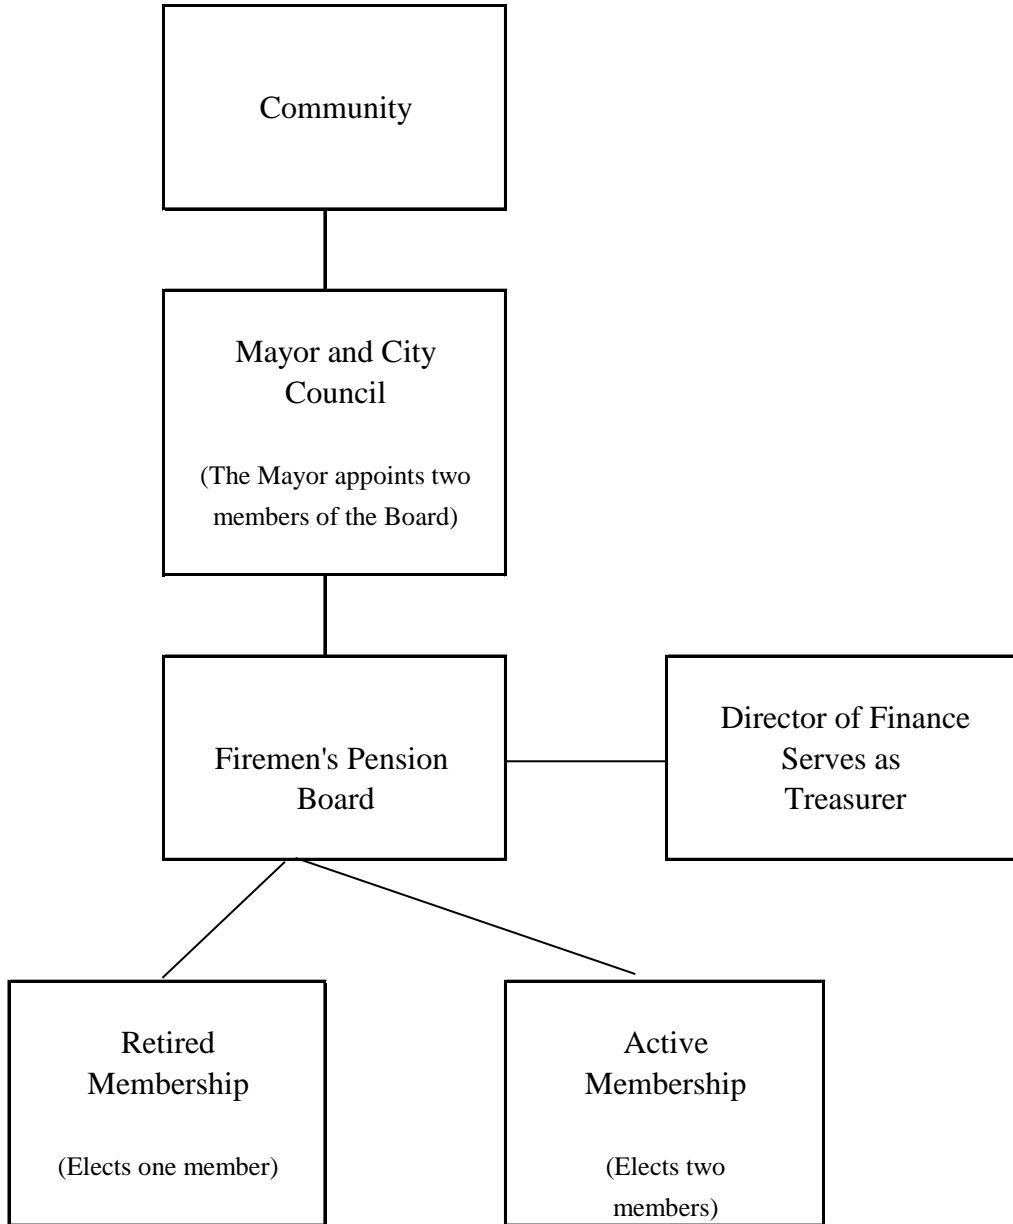 Community
Mayor and City
Council
(The Mayor appoints two
members of the Board)
Firemen's Pension
Board
Director of Finance
Serves as
Treasurer
Retired
Membership
(Elects one member)
Active
Membership
(Elects two
members)